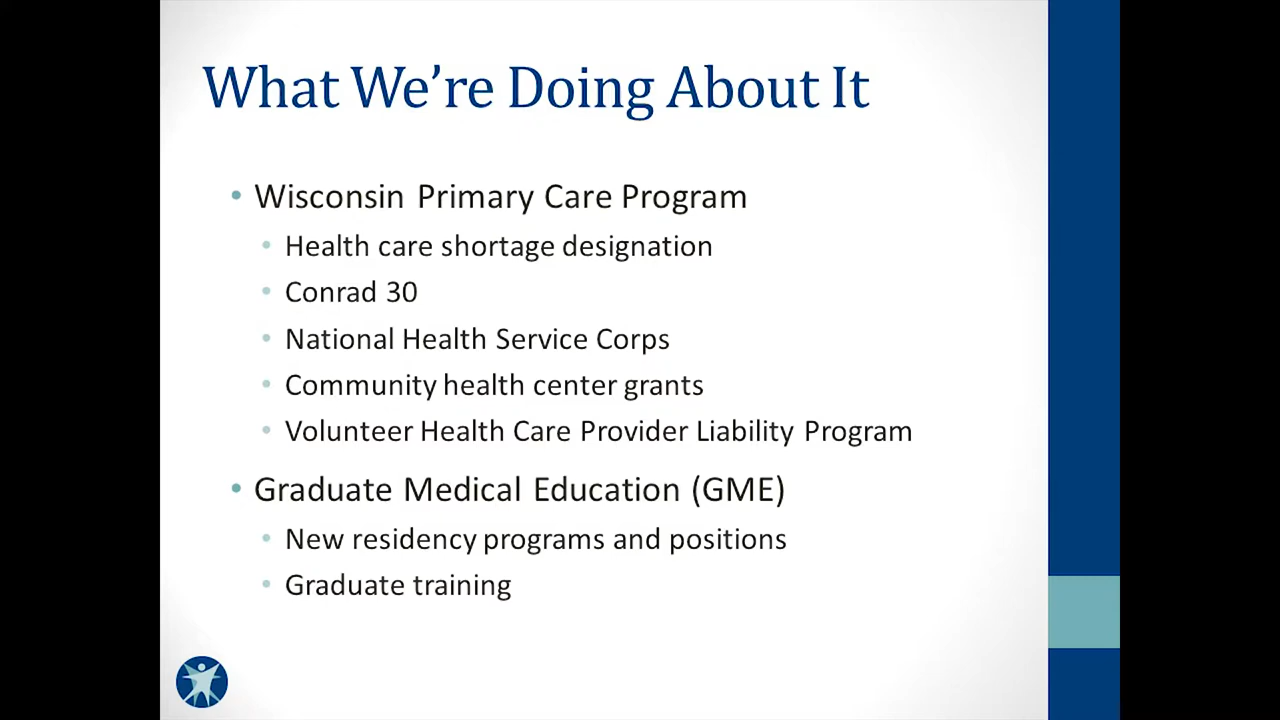 What We're Doing About It
• Wisconsin Primary Care Program
• Health care shortage designation
• Conrad 30
• National Health Service Corps
• Community health center grants
• Volunteer Health Care Provider Liability Program
• Graduate Medical Education (GME)
• New residency programs and positions
• Graduate training